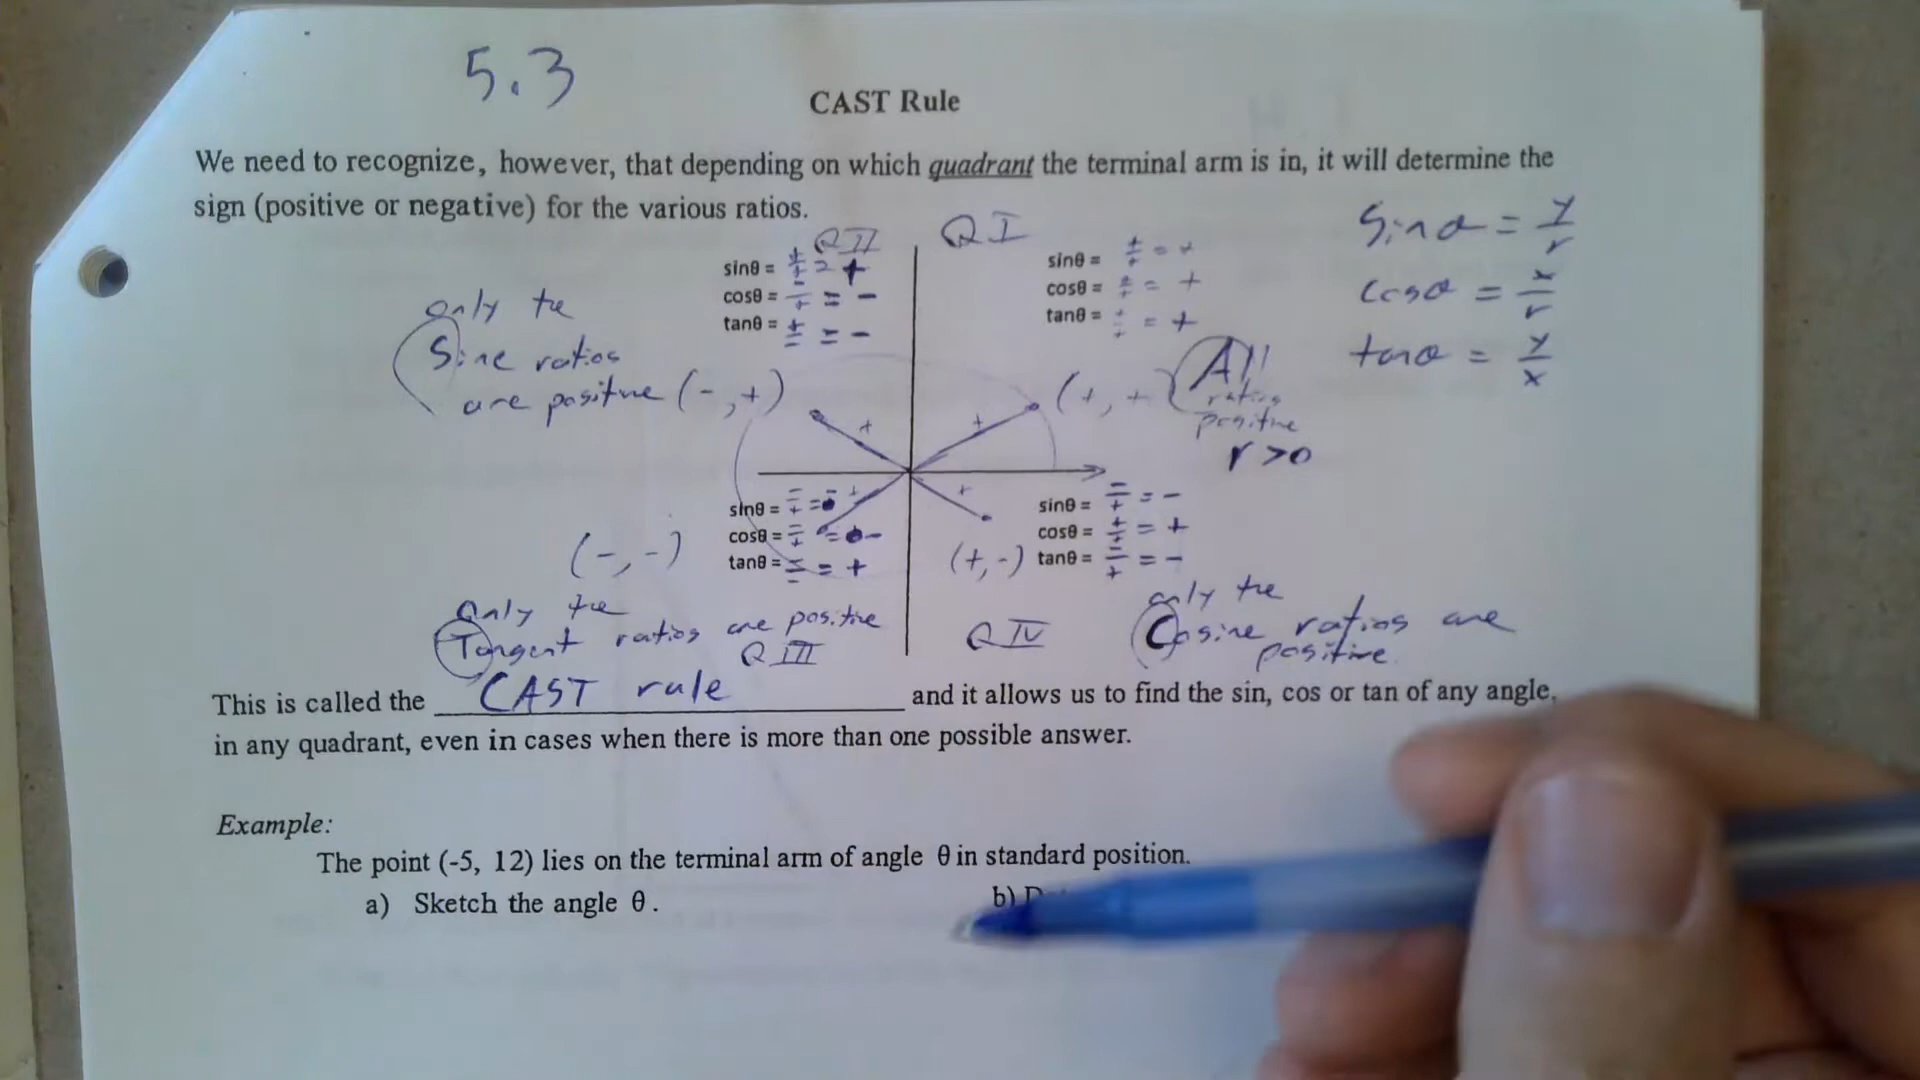 5.3
CAST Rule
We need to recognize, however, that depending on which quadrant the terminal arm is in, it will determine the
sign (positive or negative) for the various ratios.
QII
sinθ = +/+ = +
cosθ = -/+ = -
tanθ = +/- = -
only the
Sine ratios
are positive (-,+)
QI
sinθ = +/+ = +
cosθ = +/+ = +
tanθ = +/+ = +
(+, +)
All
ratios
positive
r > 0
sinθ = y/r
cosθ = x/r
tanθ = y/x
+
+
+
+
sinθ = -/+ = -
cosθ = -/+ = -
tanθ = -/- = +
(-,-)
only the
Tangent ratios are positive
QIII
sinθ = -/+ = -
cosθ = +/+ = +
tanθ = -/+ = -
(+,-)
QIV
only the
Cosine ratios are
positive.
This is called the CAST rule and it allows us to find the sin, cos or tan of any angle,
in any quadrant, even in cases when there is more than one possible answer.
Example:
The point (-5, 12) lies on the terminal arm of angle θ in standard position.
a) Sketch the angle θ.
b)